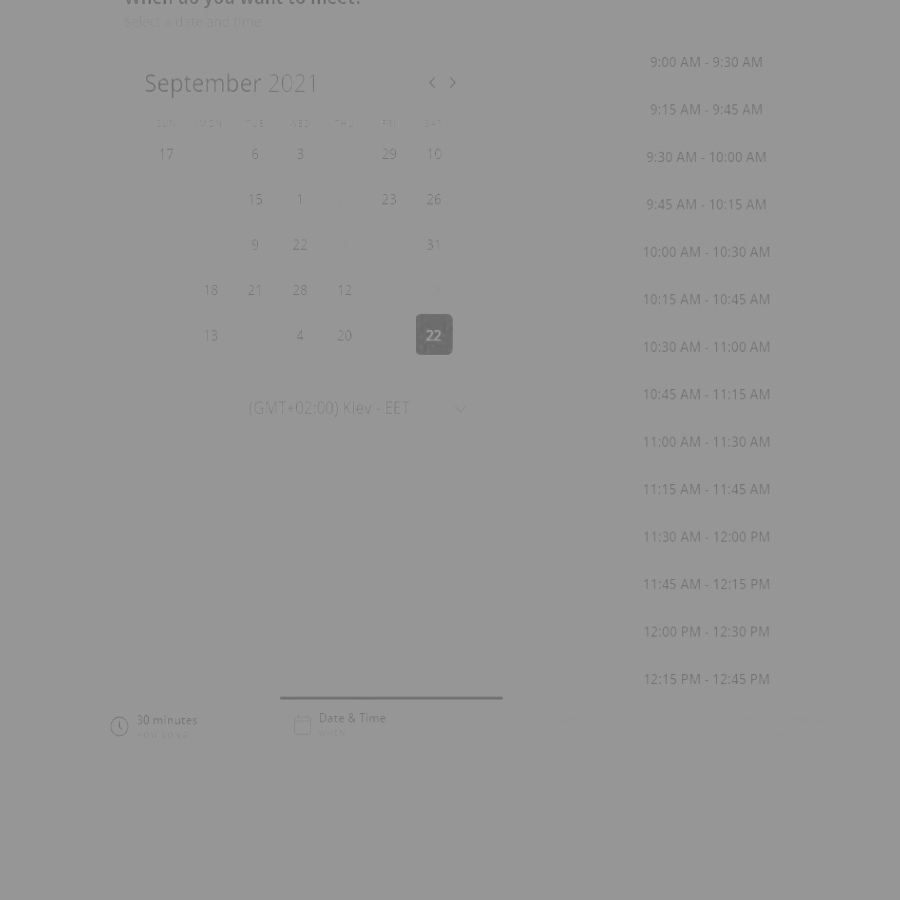 When do you want to meet?
Select a date and time
September 2021
SUN MON TUE WED THU FRI SAT
17 6 3 29 10
15 1 23 26
9 22 31
18 21 28 12
13 4 20 22
(GMT+02:00) Kiev - EET
9:00 AM - 9:30 AM
9:15 AM - 9:45 AM
9:30 AM - 10:00 AM
9:45 AM - 10:15 AM
10:00 AM - 10:30 AM
10:15 AM - 10:45 AM
10:30 AM - 11:00 AM
10:45 AM - 11:15 AM
11:00 AM - 11:30 AM
11:15 AM - 11:45 AM
11:30 AM - 12:00 PM
11:45 AM - 12:15 PM
12:00 PM - 12:30 PM
12:15 PM - 12:45 PM
30 minutes
HOW LONG
Date & Time
WHEN